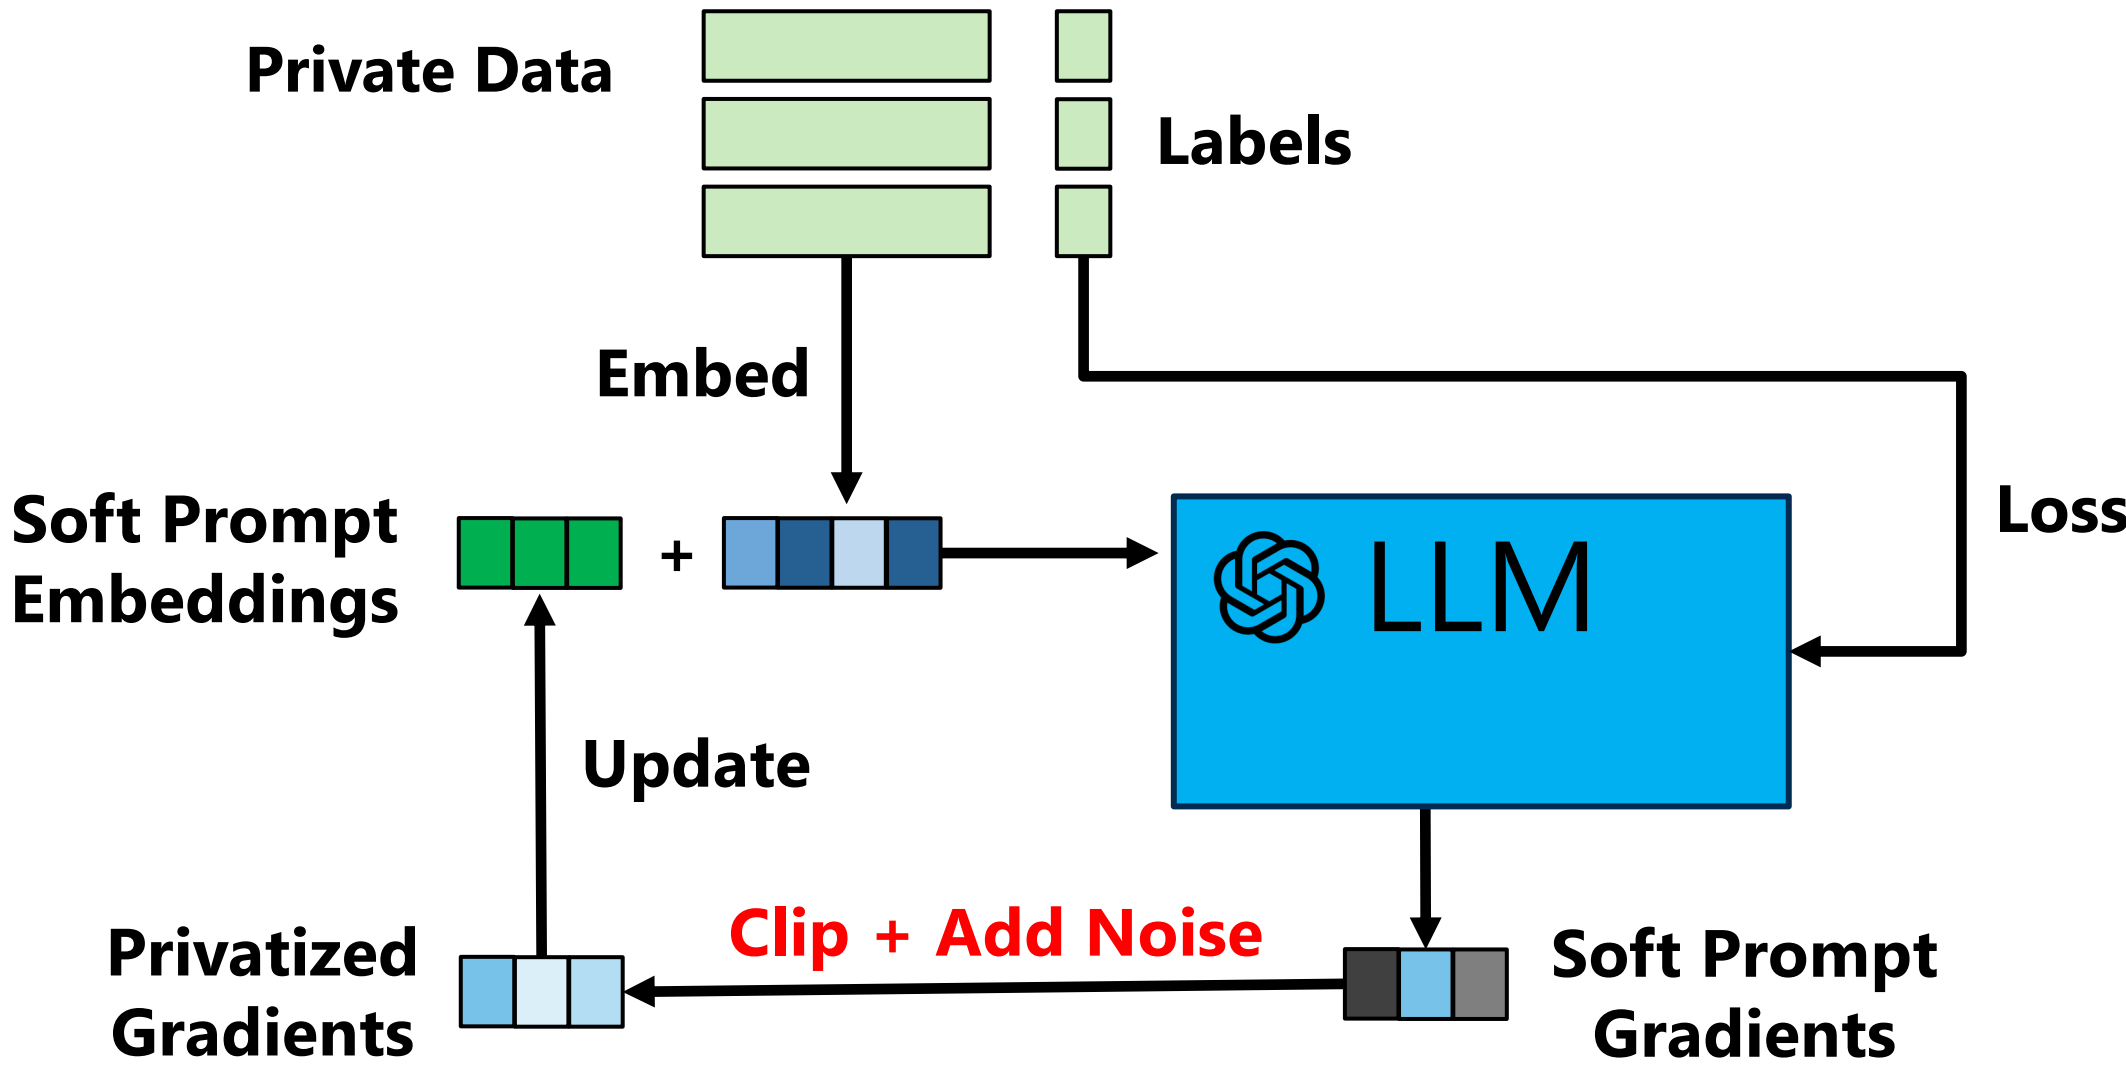 Private Data
Labels
Embed
Soft Prompt
Embeddings
+
LLM
Loss
Update
Clip + Add Noise
Privatized
Gradients
Soft Prompt
Gradients